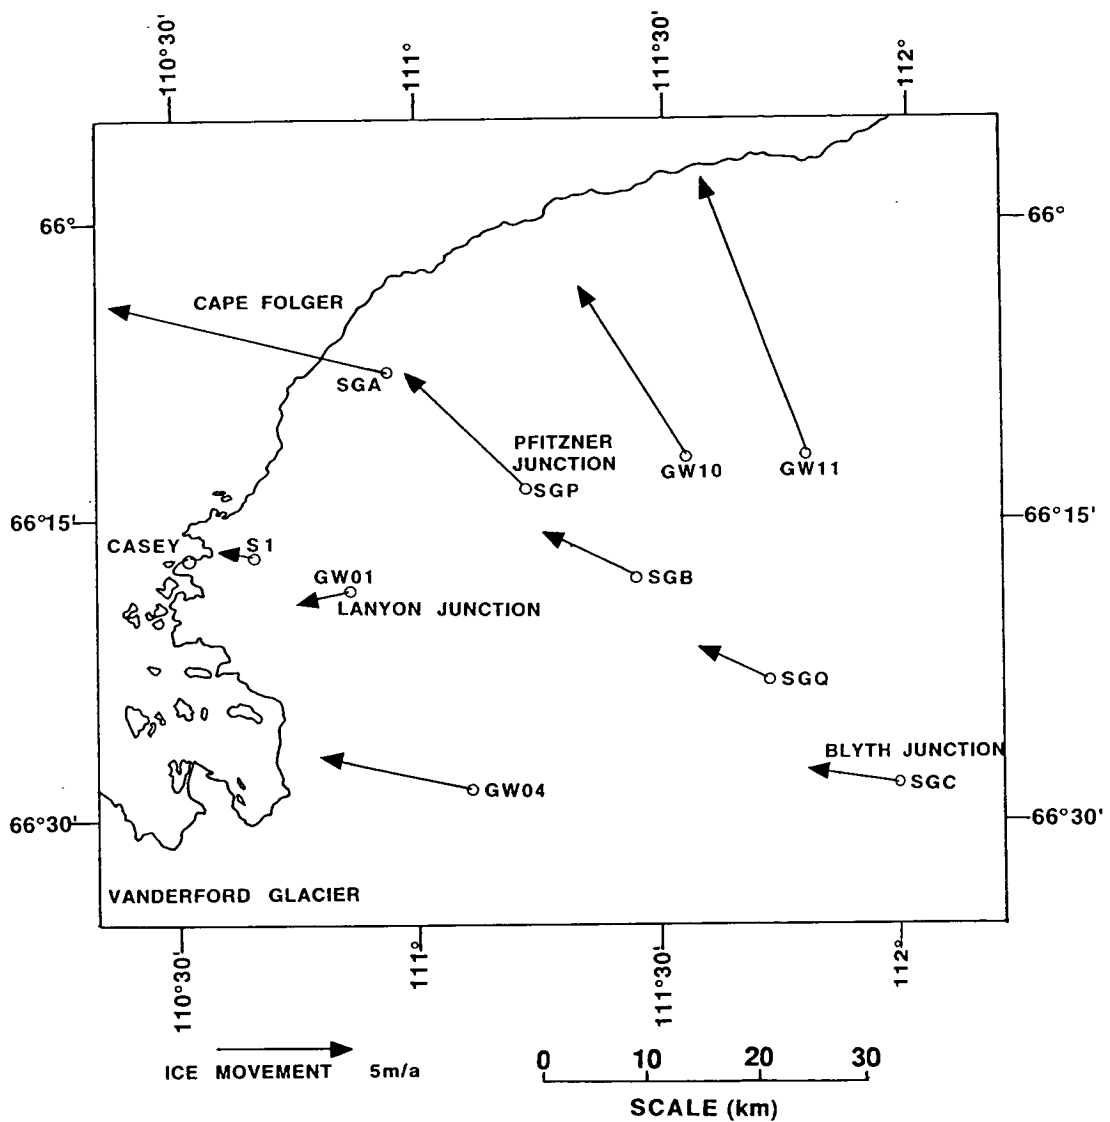 110°30'
111°
111°30'
112°
66°
66°
CAPE FOLGER
SGA
PFITZNER
JUNCTION
GW10
GW11
SGP
66°15'
66°15'
CASEY
S1
GW01
LANYON JUNCTION
SGB
SGQ
BLYTH JUNCTION
SGC
GW04
66°30'
66°30'
VANDERFORD GLACIER
110°30'
111°
111°30'
112°
ICE MOVEMENT 5m/a
0 10 20 30
SCALE (km)